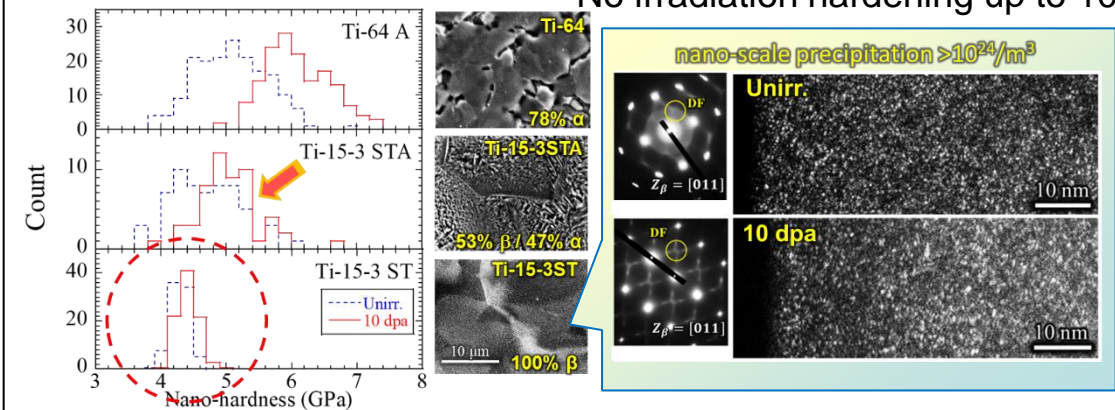 No irradiation hardening up to 10
Ti-64 A
30
20
10
0
Ti-15-3 STA
10
0
Ti-15-3 ST
40
20
0
Unirr.
10 dpa
3 4 5 6 7 8
Nano-hardness (GPa)
Count
Ti-64
78% α
Ti-15-3STA
53% β / 47% α
Ti-15-3ST
10 μm
100% β
nano-scale precipitation >10²⁴/m³
DF
Zβ = [011]
Unirr.
10 nm
DF
Zβ = [011]
10 dpa
10 nm